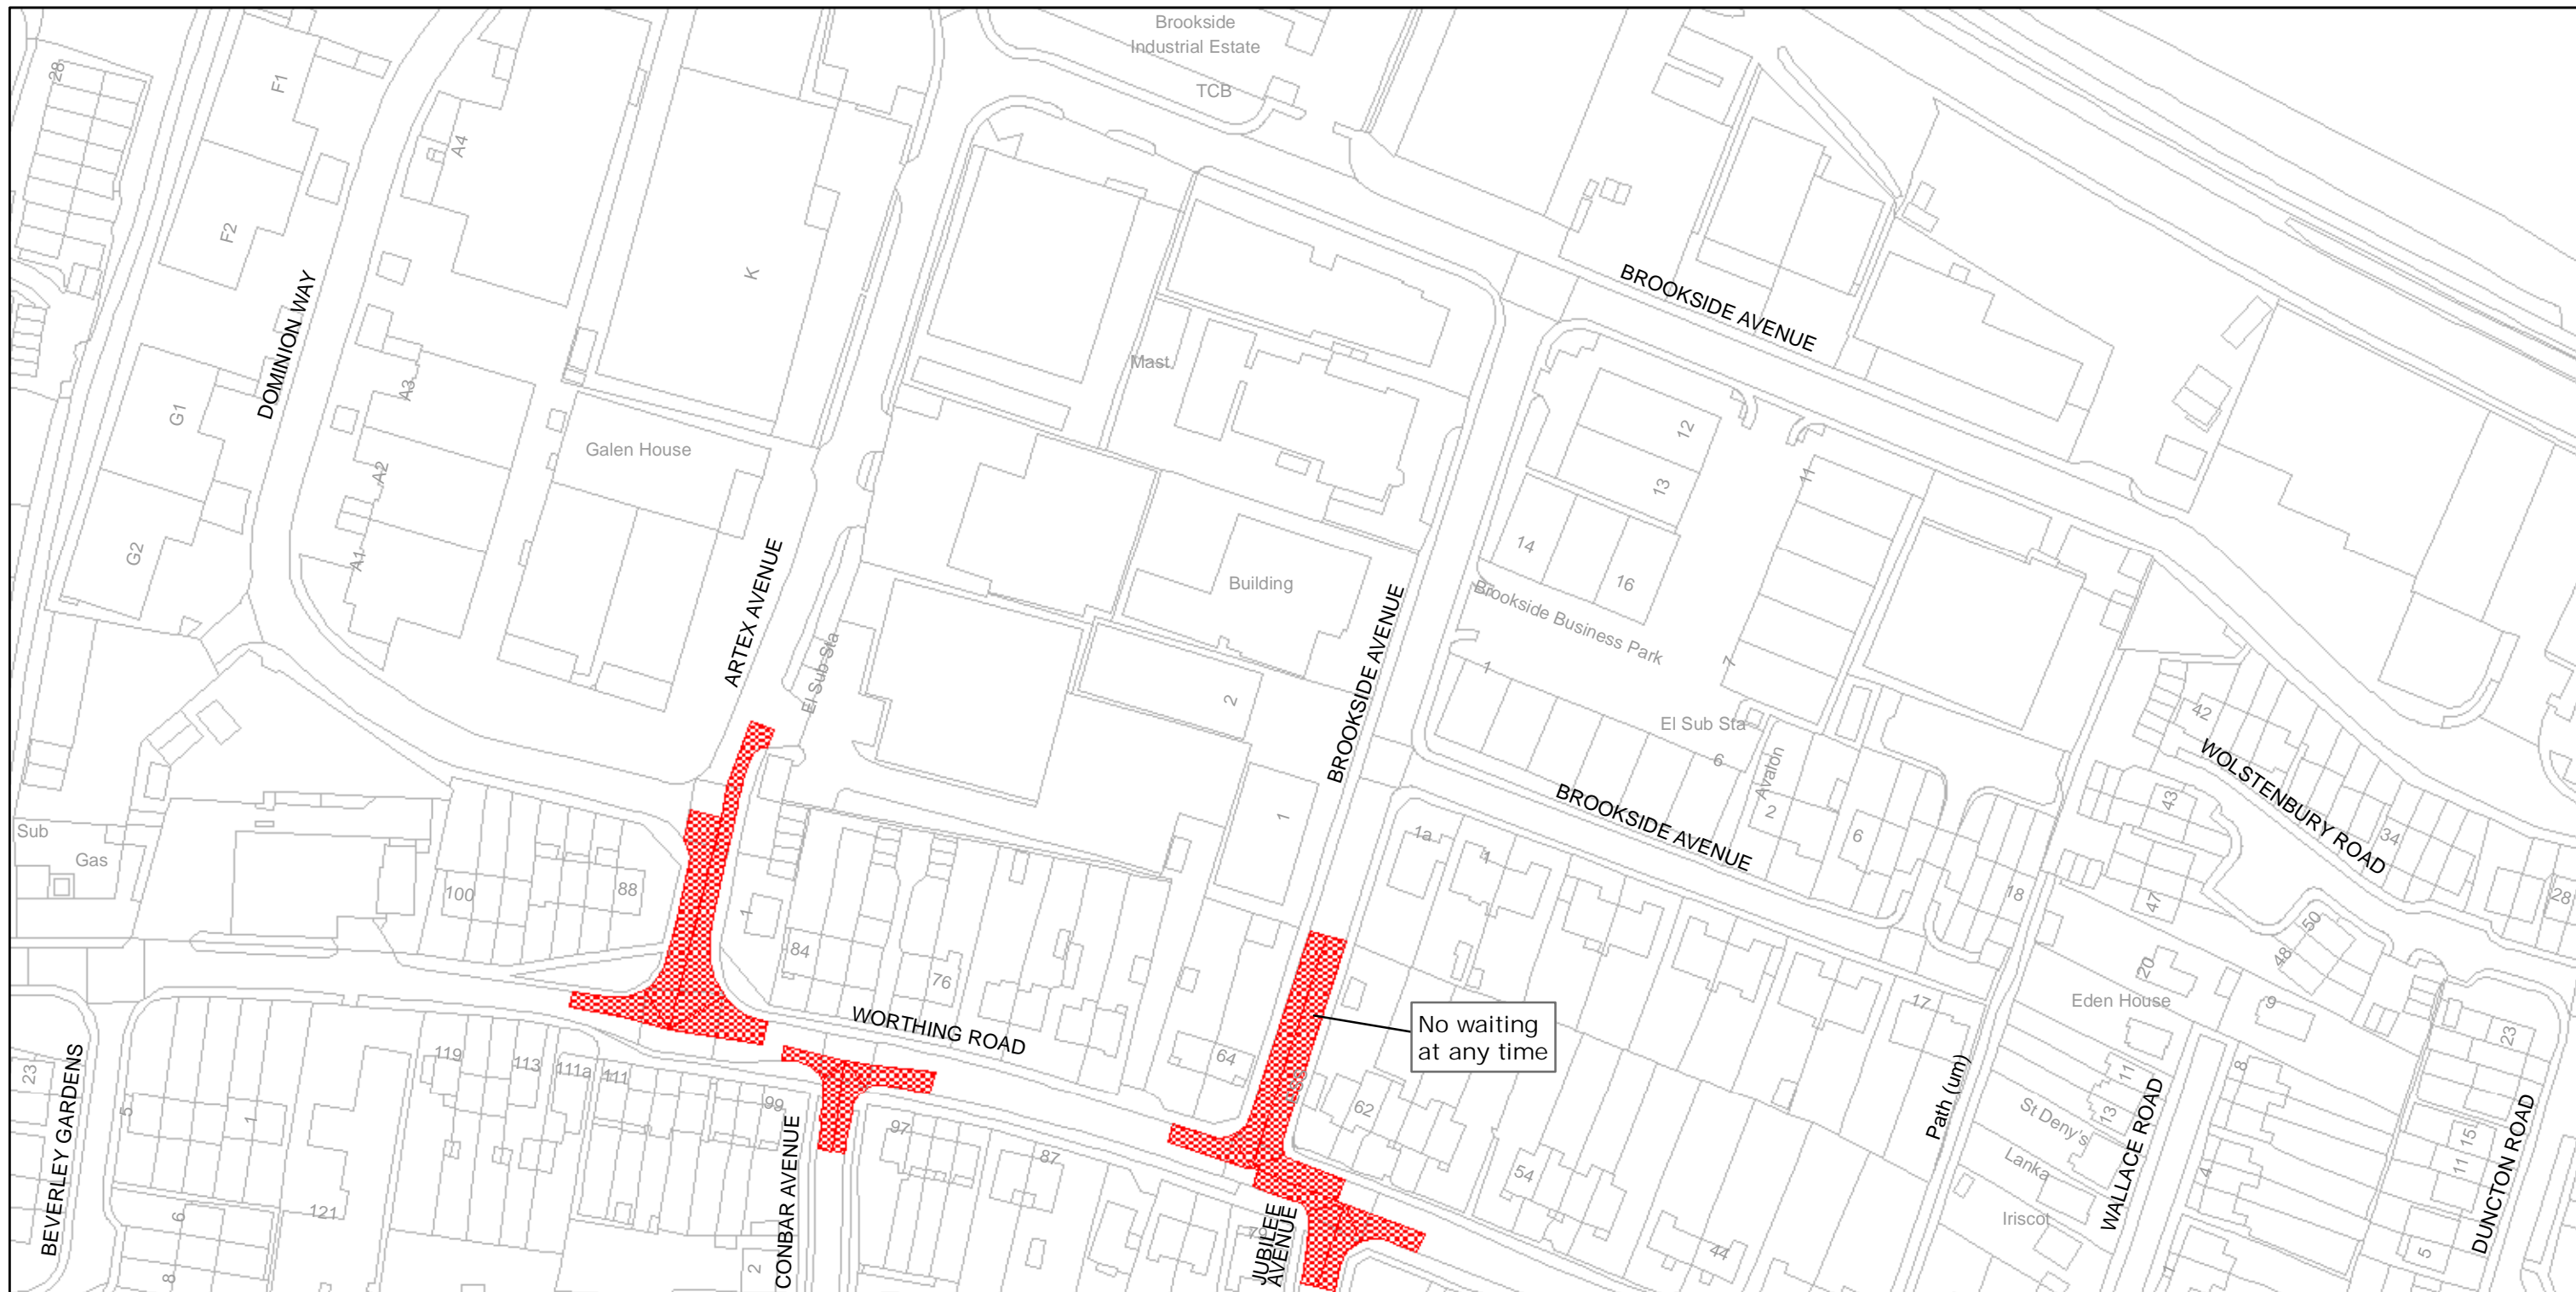 Brookside
Industrial Estate
TCB
28
F1
A4
F2
K
DOMINION WAY
BROOKSIDE AVENUE
Mast
A3
G1
12
Galen House
A2
13
11
G2
A1
14
16
Building
ARTEX AVENUE
El Sub Sta
BROOKSIDE AVENUE
Brookside Business Park
1
7
2
El Sub Sta
6
Avalon
42
WOLSTENBURY ROAD
43
34
BROOKSIDE AVENUE
2
6
1
1a
1
Sub
Gas
100
88
1
18
47
28
50
48
84
76
20
Eden House
17
9
WORTHING ROAD
No waiting
at any time
23
BEVERLEY GARDENS
119
113
111a
111
99
64
62
Path (um)
11
8
23
5
1
CONBAR AVENUE
97
87
St Deny's
13
WALLACE ROAD
15
11
DUNCTON ROAD
54
Lanka
4
6
121
79
JUBILEE
AVENUE
Iriscot
44
5
8
2
1